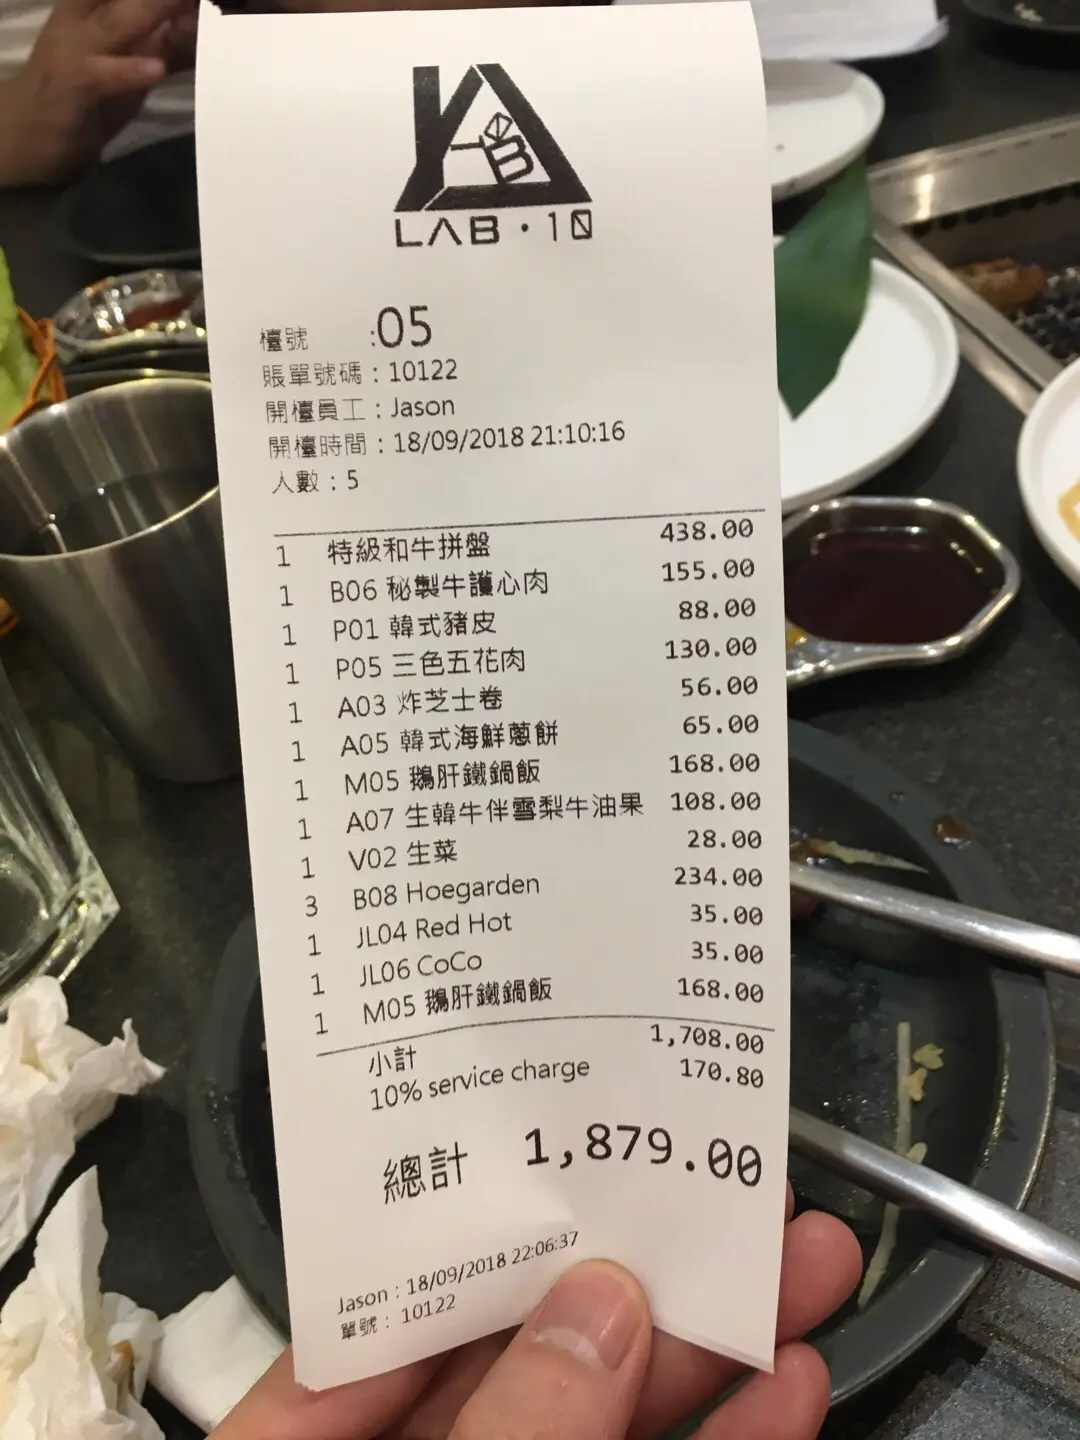 LAB·10
檯號 :05
賬單號碼 : 10122
開檯員工 : Jason
開檯時間 : 18/09/2018 21:10:16
人數 : 5
1 特級和牛拼盤 438.00
1 B06 秘製牛護心肉 155.00
1 P01 韓式豬皮 88.00
1 P05 三色五花肉 130.00
1 A03 炸芝士卷 56.00
1 A05 韓式海鮮蔥餅 65.00
1 M05 鵝肝鐵鍋飯 168.00
1 A07 生韓牛伴雪梨牛油果 108.00
1 V02 生菜 28.00
3 B08 Hoegarden 234.00
1 JL04 Red Hot 35.00
1 JL06 CoCo 35.00
1 M05 鵝肝鐵鍋飯 168.00
小計 1,708.00
10% service charge 170.80
總計 1,879.00
Jason : 18/09/2018 22:06:37
單號 : 10122